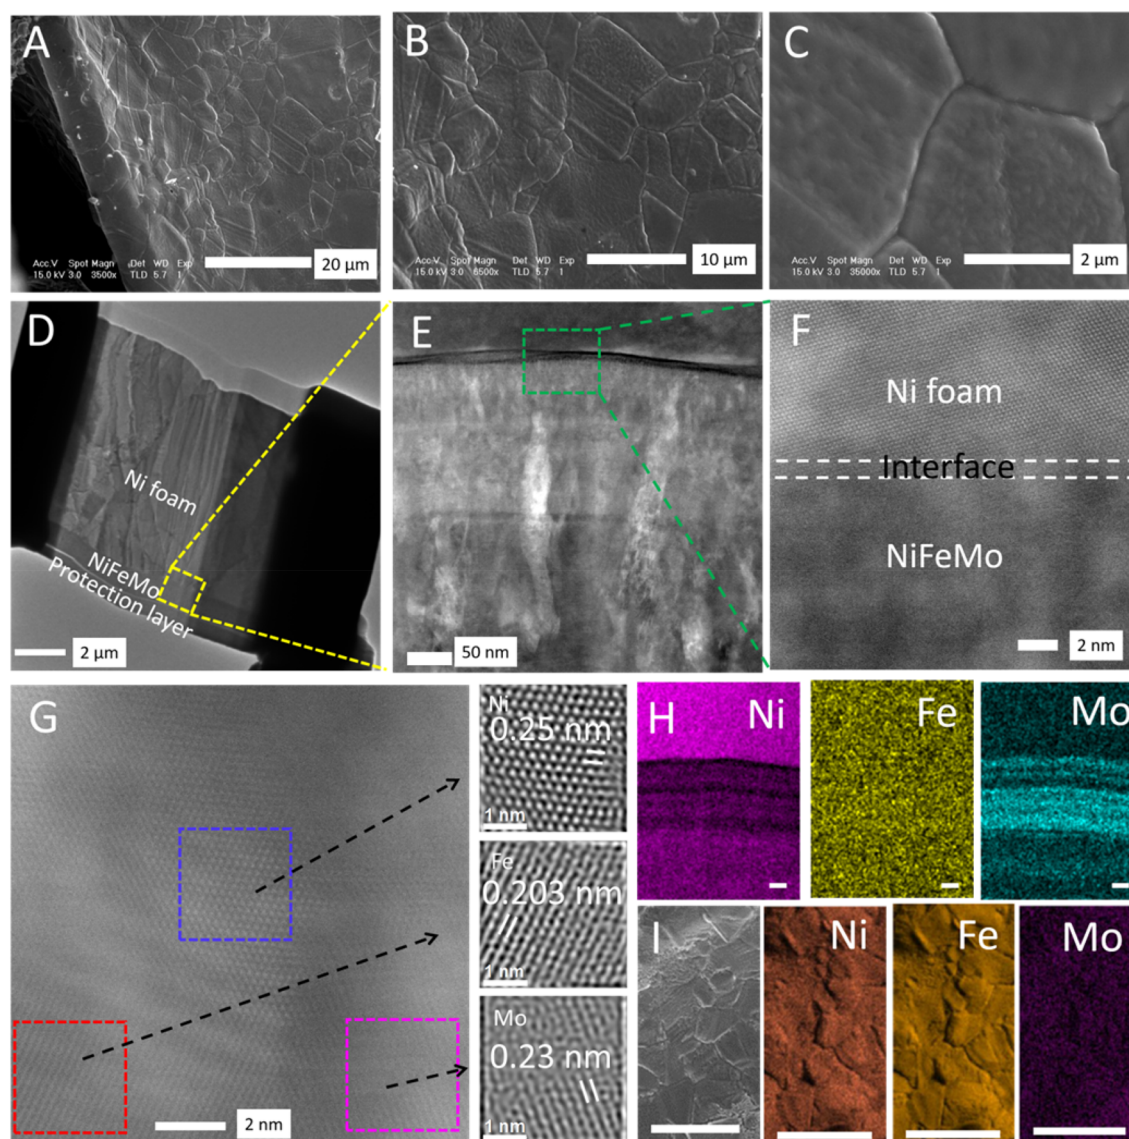 A
Acc.V Spot Magn Det WD Exp
15.0 kV 3.0 3500x TLD 5.7 1
20 µm
B
Acc.V Spot Magn Det WD Exp
15.0 kV 3.0 6500x TLD 5.7 1
10 µm
C
Acc.V Spot Magn Det WD Exp
15.0 kV 3.0 35000x TLD 5.7 1
2 µm
D
Ni foam
NiFeMo
Protection layer
2 µm
E
50 nm
F
Ni foam
Interface
NiFeMo
2 nm
G
2 nm
Ni
0.25 nm
1 nm
Fe
0.203 nm
1 nm
Mo
0.23 nm
1 nm
H
Ni
Fe
Mo
I
Ni
Fe
Mo